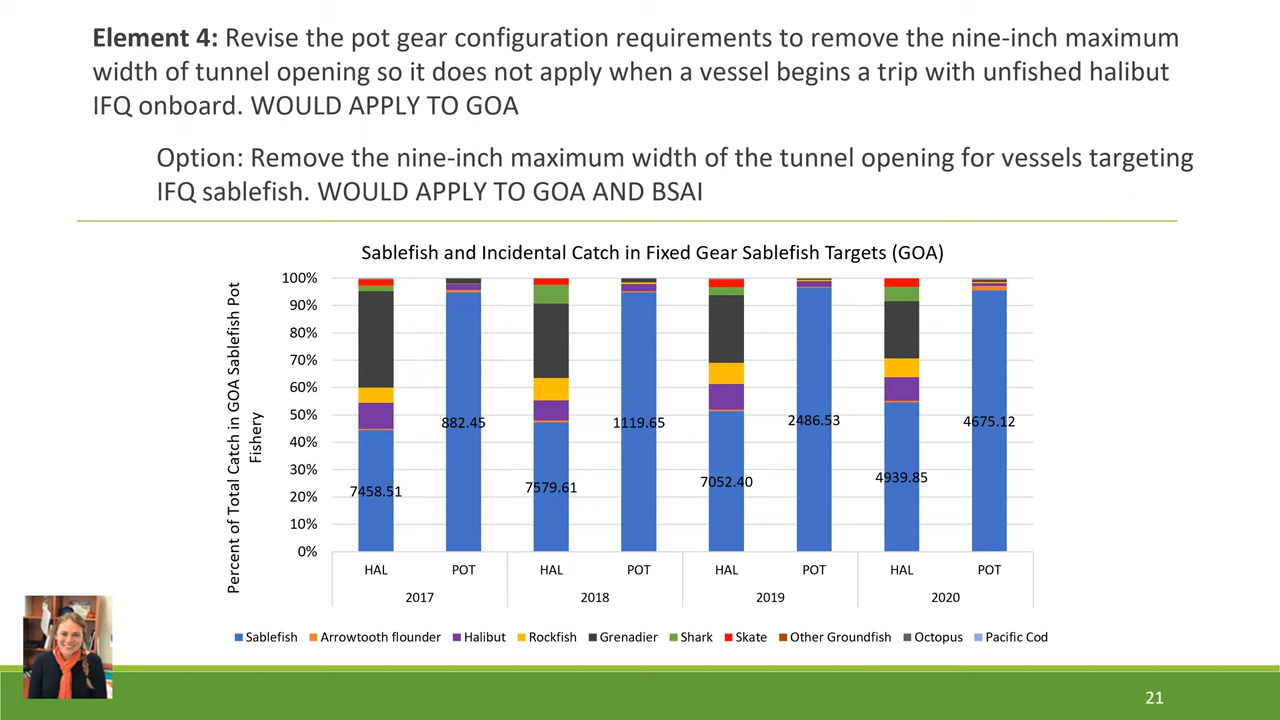 Element 4: Revise the pot gear configuration requirements to remove the nine-inch maximum
width of tunnel opening so it does not apply when a vessel begins a trip with unfished halibut
IFQ onboard. WOULD APPLY TO GOA
Option: Remove the nine-inch maximum width of the tunnel opening for vessels targeting
IFQ sablefish. WOULD APPLY TO GOA AND BSAI
Sablefish and Incidental Catch in Fixed Gear Sablefish Targets (GOA)
Percent of Total Catch in GOA Sablefish Pot
Fishery
100%
90%
80%
70%
60%
50%
40%
30%
20%
10%
0%
7458.51
882.45
7579.61
1119.65
7052.40
2486.53
4939.85
4675.12
HAL POT HAL POT HAL POT HAL POT
2017 2018 2019 2020
Sablefish Arrowtooth flounder Halibut Rockfish Grenadier Shark Skate Other Groundfish Octopus Pacific Cod
21